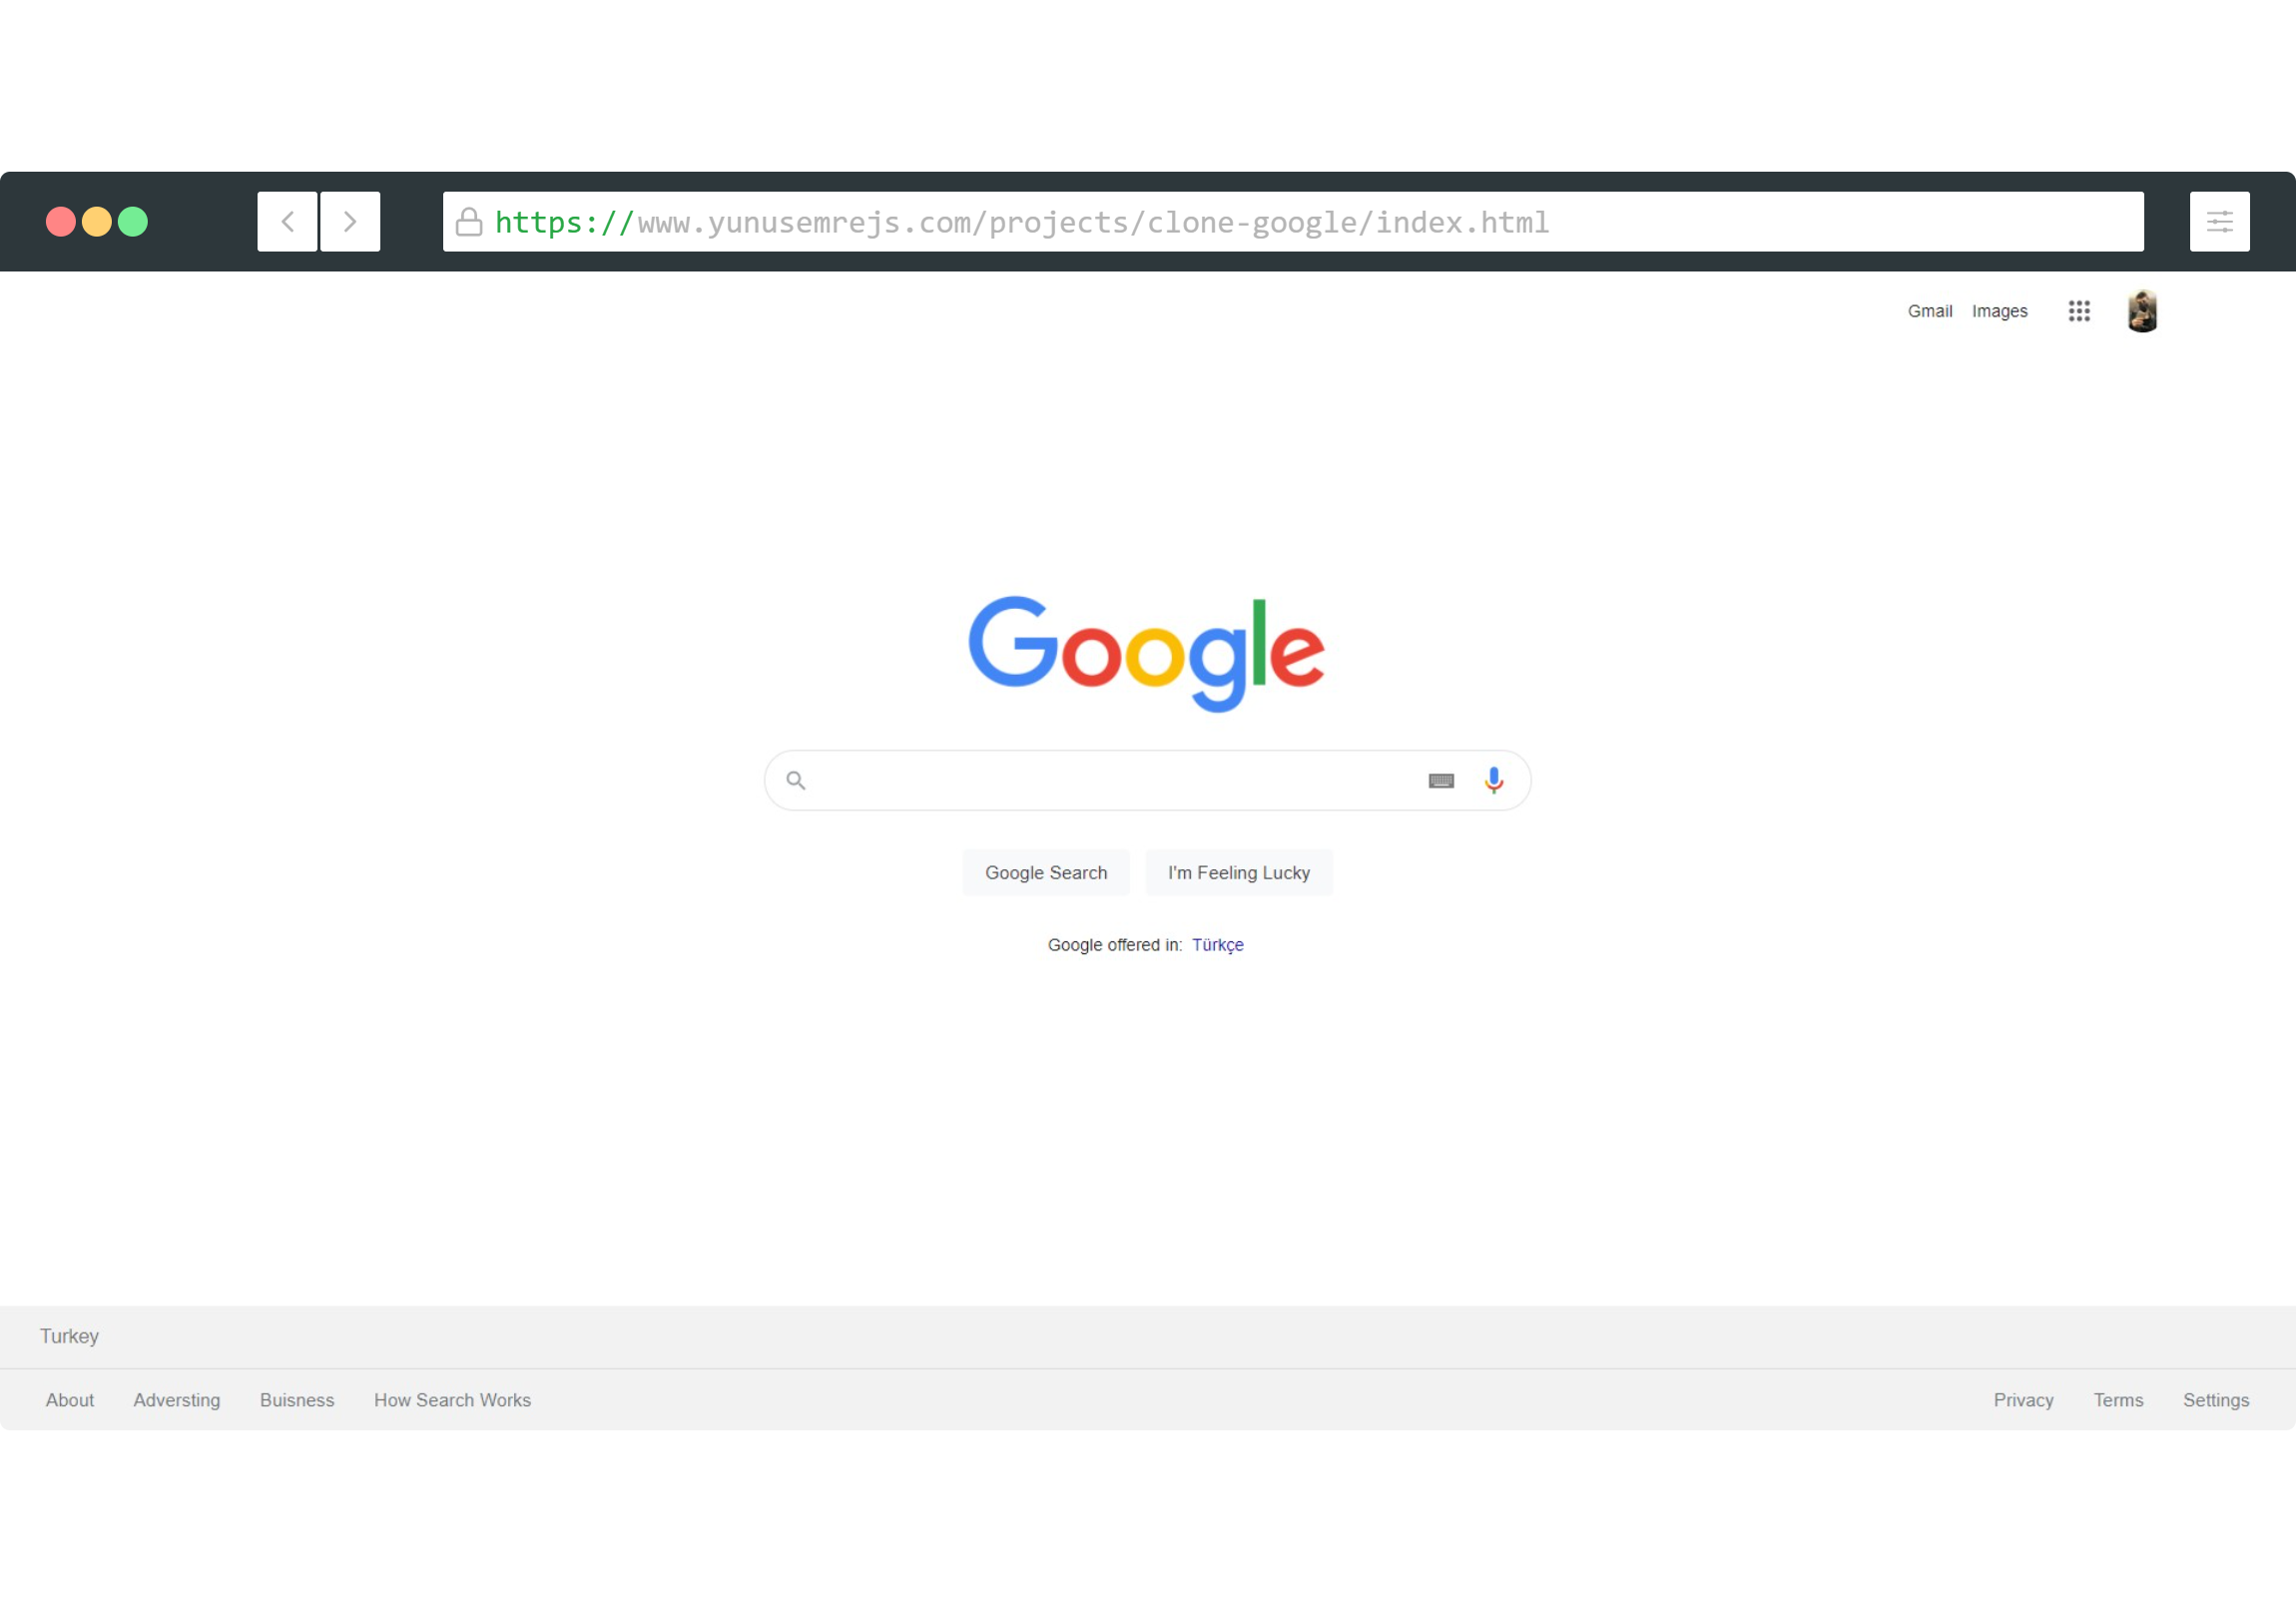 https://www.yunusemrejs.com/projects/clone-google/index.html
Gmail Images
Google
Google Search I'm Feeling Lucky
Google offered in: Türkçe
Turkey
About Adversting Buisness How Search Works Privacy Terms Settings